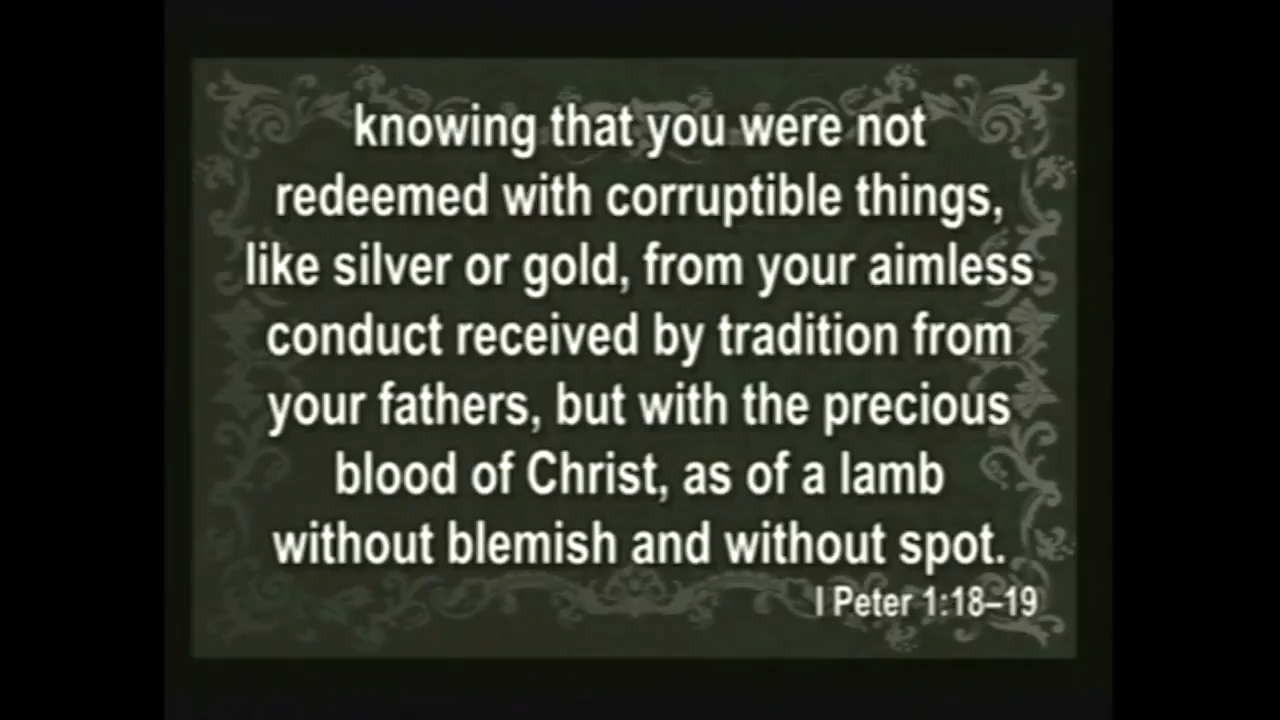 knowing that you were not
redeemed with corruptible things,
like silver or gold, from your aimless
conduct received by tradition from
your fathers, but with the precious
blood of Christ, as of a lamb
without blemish and without spot.
I Peter 1:18–19